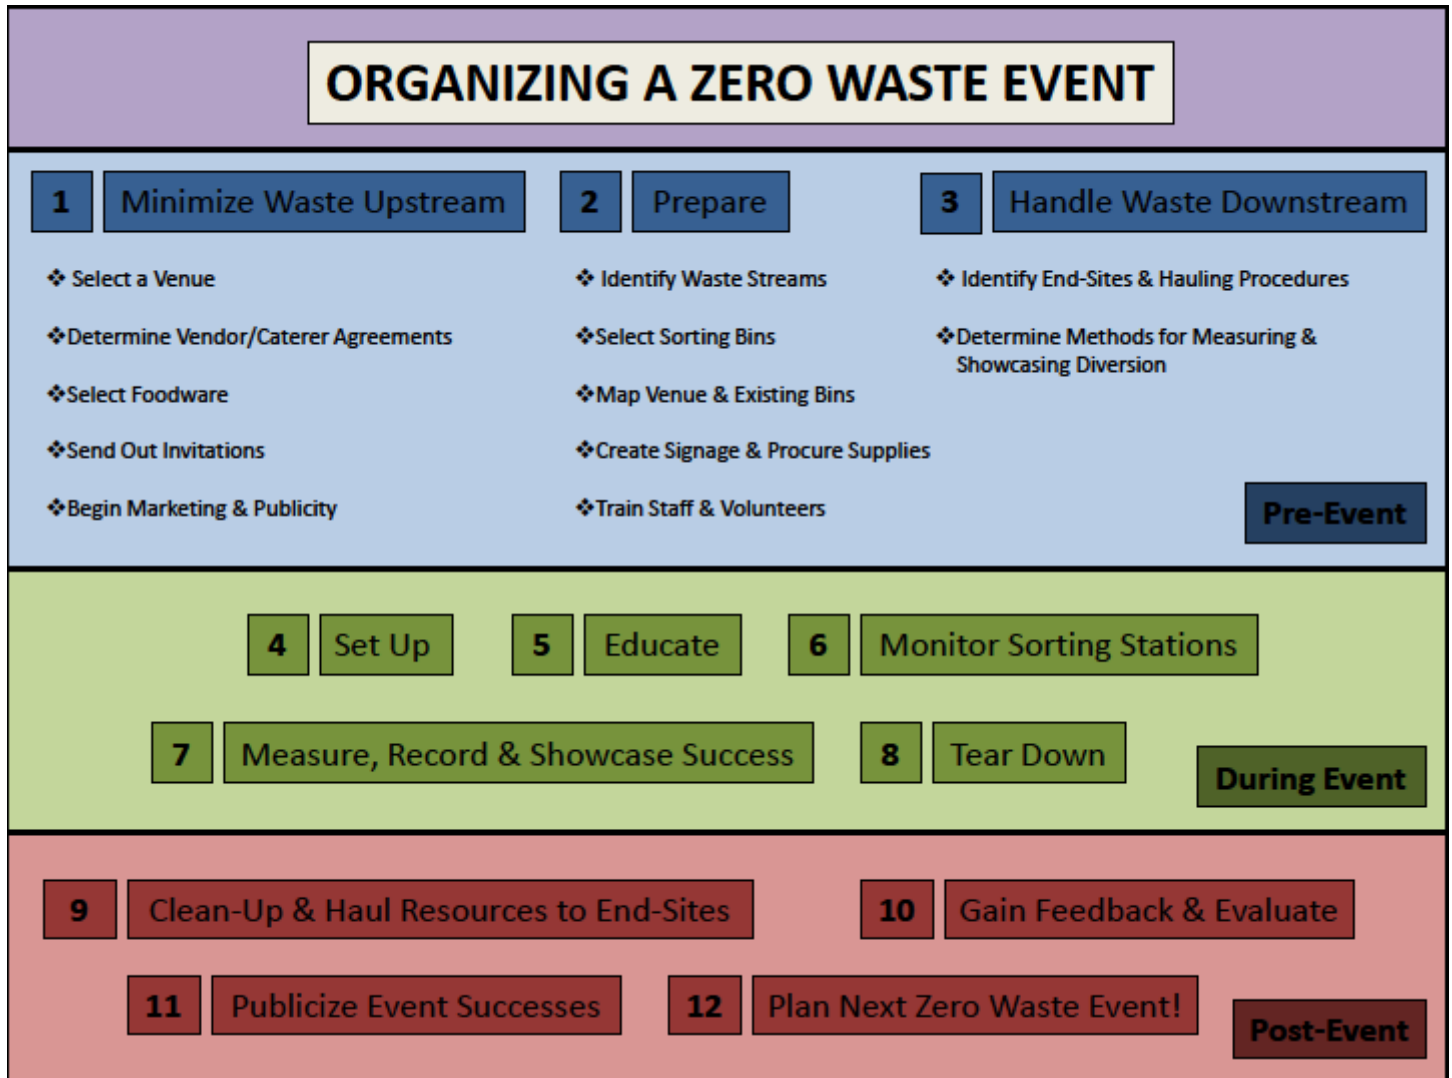 ORGANIZING A ZERO WASTE EVENT
1 Minimize Waste Upstream
❖ Select a Venue
❖Determine Vendor/Caterer Agreements
❖Select Foodware
❖Send Out Invitations
❖Begin Marketing & Publicity
2 Prepare
❖ Identify Waste Streams
❖Select Sorting Bins
❖Map Venue & Existing Bins
❖Create Signage & Procure Supplies
❖Train Staff & Volunteers
3 Handle Waste Downstream
❖ Identify End-Sites & Hauling Procedures
❖Determine Methods for Measuring &
Showcasing Diversion
Pre-Event
4 Set Up
5 Educate
6 Monitor Sorting Stations
7 Measure, Record & Showcase Success
8 Tear Down
During Event
9 Clean-Up & Haul Resources to End-Sites
10 Gain Feedback & Evaluate
11 Publicize Event Successes
12 Plan Next Zero Waste Event!
Post-Event